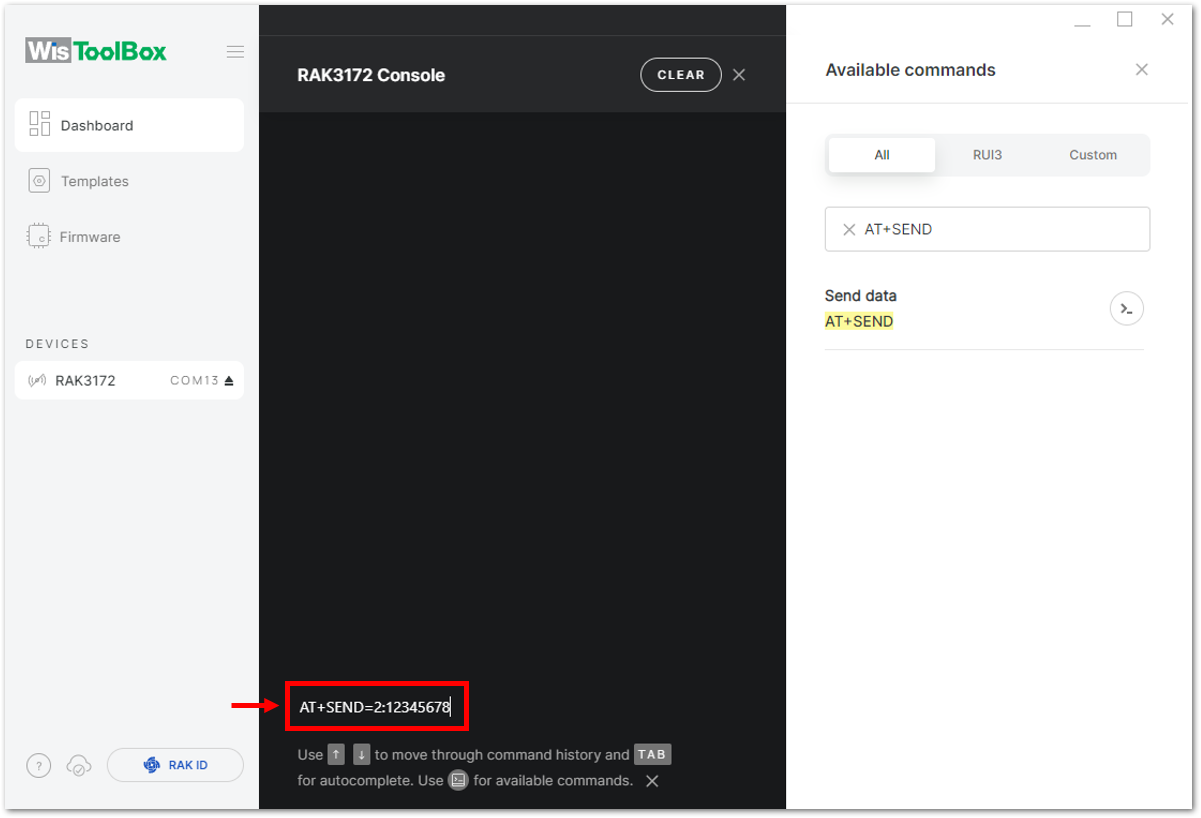 WisToolBox
Dashboard
Templates
Firmware
DEVICES
RAK3172 COM13
?
RAK ID
RAK3172 Console
CLEAR
AT+SEND=2:12345678
Use ↑ ↓ to move through command history and TAB
for autocomplete. Use for available commands.
Available commands
All RUI3 Custom
AT+SEND
Send data
AT+SEND